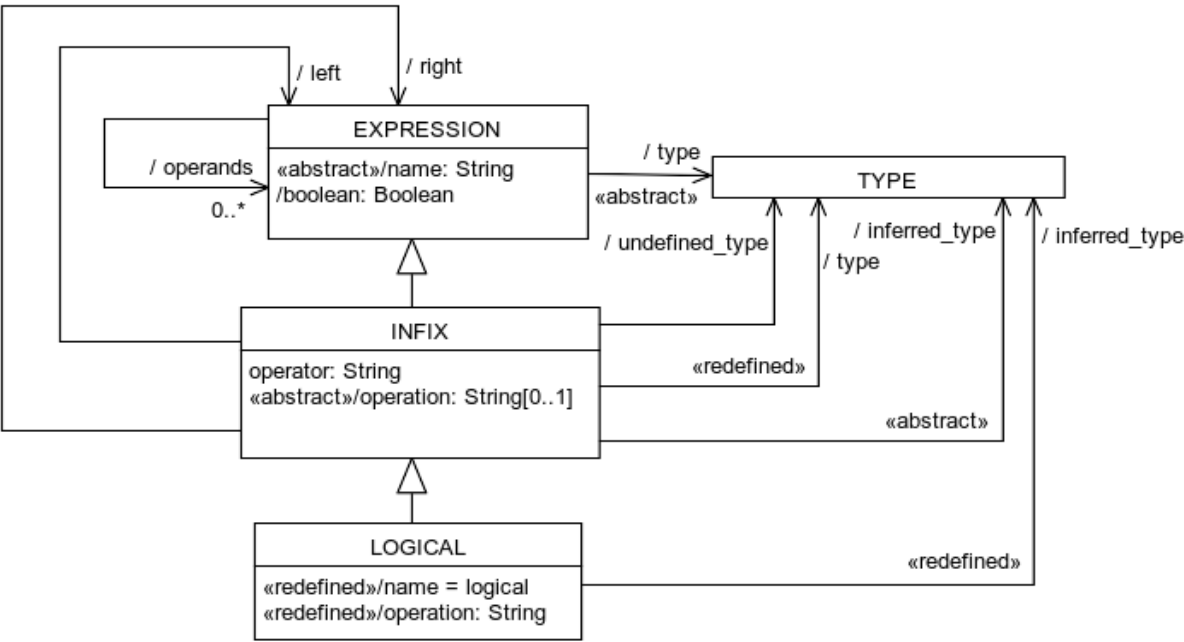 / left
/ right
EXPRESSION
«abstract»/name: String
/boolean: Boolean
/ operands
0..*
/ type
«abstract»
TYPE
/ undefined_type
/ type
/ inferred_type
/ inferred_type
INFIX
operator: String
«abstract»/operation: String[0..1]
«redefined»
«abstract»
LOGICAL
«redefined»/name = logical
«redefined»/operation: String
«redefined»